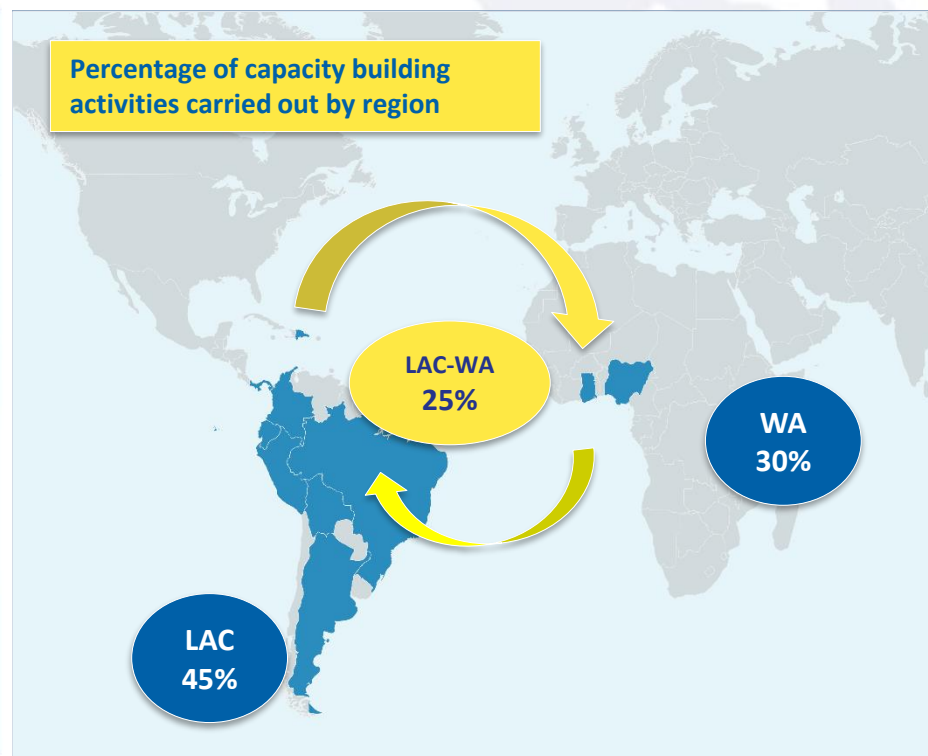 Percentage of capacity building
activities carried out by region
LAC-WA
25%
WA
30%
LAC
45%